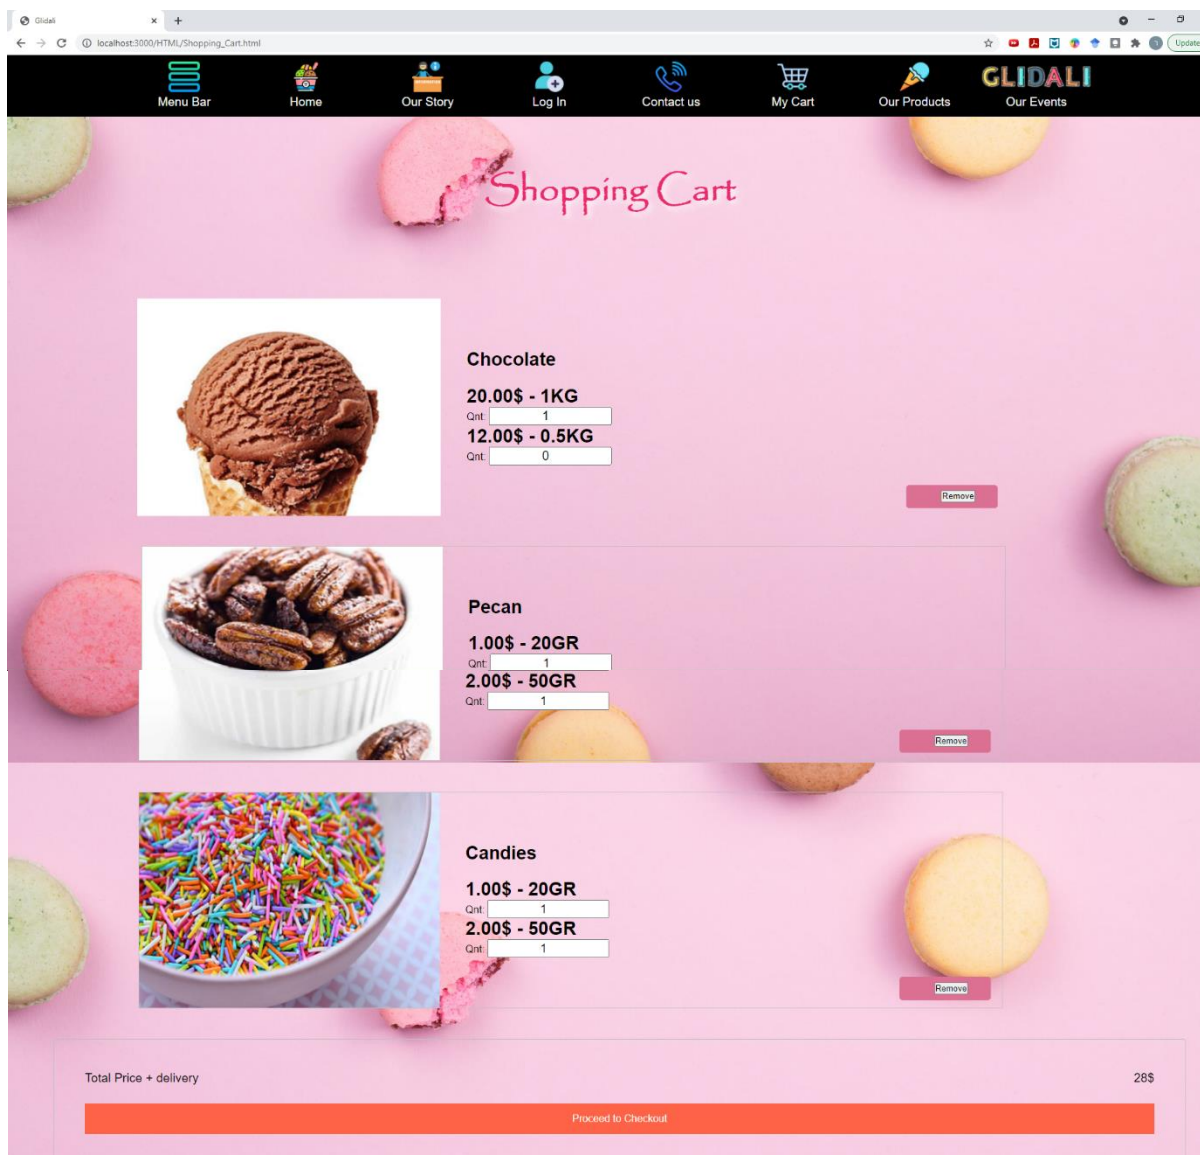 Glidali
localhost:3000/HTML/Shopping_Cart.html
Update
GLIDALI
Menu Bar Home Our Story Log In Contact us My Cart Our Products Our Events
Shopping Cart
Chocolate
20.00$ - 1KG
Qnt: 1
12.00$ - 0.5KG
Qnt: 0
Remove
Pecan
1.00$ - 20GR
Qnt: 1
2.00$ - 50GR
Qnt: 1
Remove
Candies
1.00$ - 20GR
Qnt: 1
2.00$ - 50GR
Qnt: 1
Remove
Total Price + delivery 28$
Proceed to Checkout